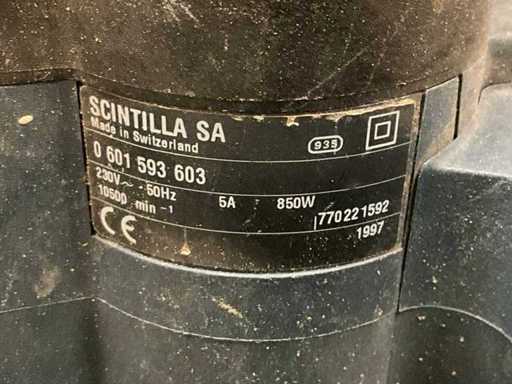 SCINTILLA SA
Made in Switzerland
935
0 601 593 603
230V~ 50Hz 5A 850W
10500 min -1
770221592
CE 1997